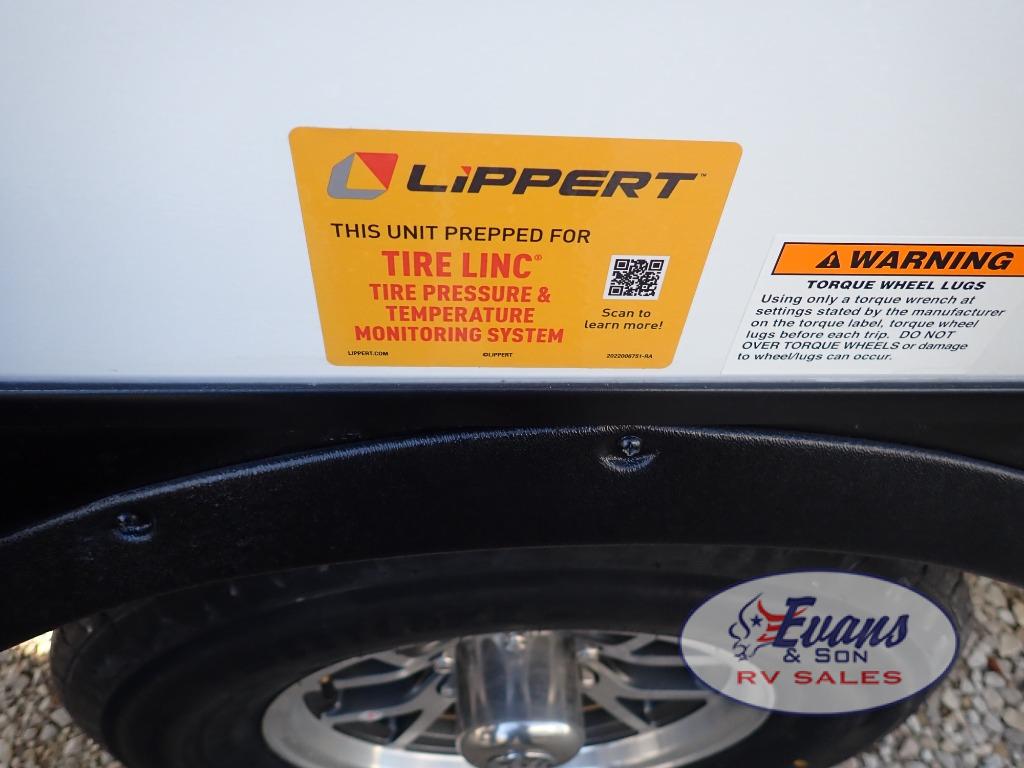 LiPPERT™
THIS UNIT PREPPED FOR
TIRE LINC®
TIRE PRESSURE &
TEMPERATURE
MONITORING SYSTEM
Scan to
learn more!
LIPPERT.COM
©LIPPERT
2022006751-RA
WARNING
TORQUE WHEEL LUGS
Using only a torque wrench at
settings stated by the manufacturer
on the torque label, torque wheel
lugs before each trip. DO NOT
OVER TORQUE WHEELS or damage
to wheel/lugs can occur.
Evans
& SON
RV SALES